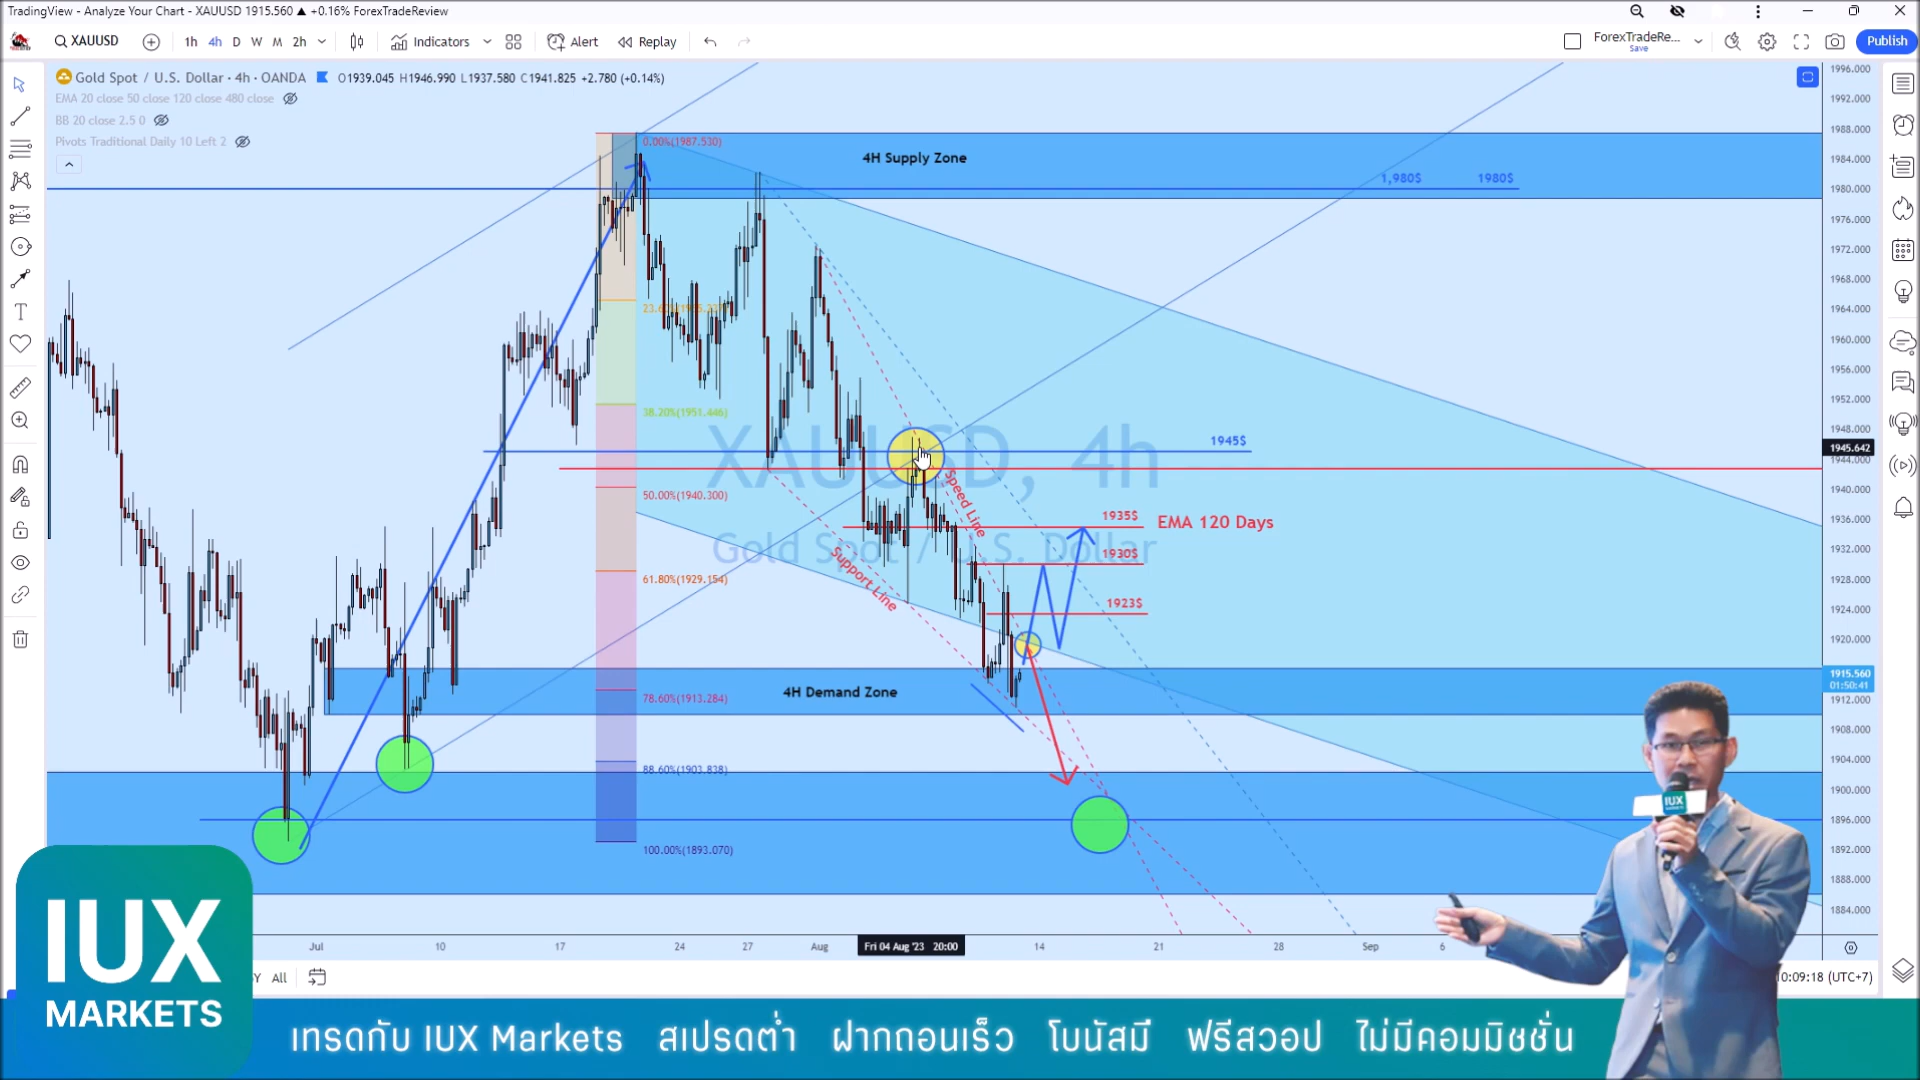 TradingView - Analyze Your Chart - XAUUSD 1915.560 ▲ +0.16% ForexTradeReview
XAUUSD
1h 4h D W M 2h
Indicators
Alert
Replay
ForexTradeRe...
Save
Publish
Gold Spot / U.S. Dollar · 4h · OANDA O1939.045 H1946.990 L1937.580 C1941.825 +2.780 (+0.14%)
EMA 20 close 50 close 120 close 480 close
BB 20 close 2.5 0
Pivots Traditional Daily 10 Left 2
XAUUSD, 4h
Gold Spot / U.S. Dollar
0.00%(1987.530)
4H Supply Zone
1,980$ 1980$
38.20%(1951.446)
1945$
50.00%(1940.300)
Speed Line
1935$ EMA 120 Days
1930$
Support Line
61.80%(1929.154)
1923$
4H Demand Zone
78.60%(1913.284)
88.60%(1903.838)
100.00%(1893.070)
1996.000
1992.000
1988.000
1984.000
1980.000
1976.000
1972.000
1968.000
1964.000
1960.000
1956.000
1952.000
1948.000
1945.642
1944.000
1940.000
1936.000
1932.000
1928.000
1924.000
1920.000
1915.560
01:50:41
1912.000
1908.000
1904.000
1900.000
1896.000
1892.000
1888.000
1884.000
Jul 10 17 24 27 Aug Fri 04 Aug '23 20:00 14 21 28 Sep 6
Y All
10:09:18 (UTC+7)
IUX
IUX
MARKETS
เทรดกับ IUX Markets สเปรดต่ำ ฝากถอนเร็ว โบนัสมี ฟรีสวอป ไม่มีคอมมิชชั่น